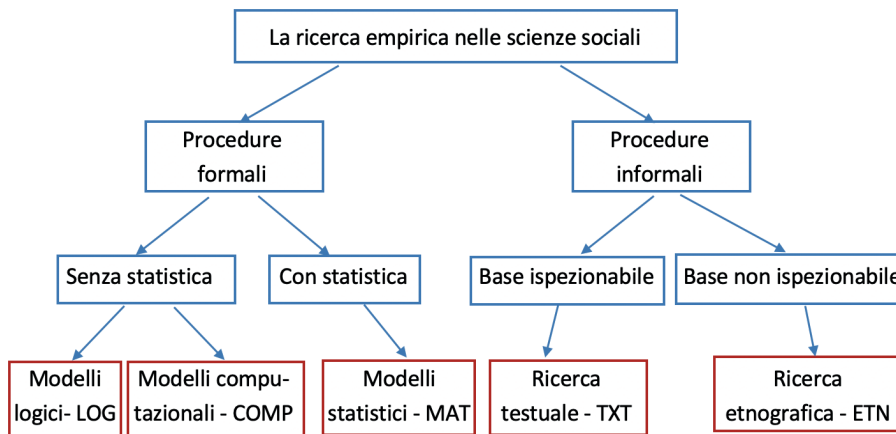 La ricerca empirica nelle scienze sociali
Procedure
formali
Procedure
informali
Senza statistica
Con statistica
Base ispezionabile
Base non ispezionabile
Modelli
logici- LOG
Modelli compu-
tazionali - COMP
Modelli
statistici - MAT
Ricerca
testuale - TXT
Ricerca
etnografica - ETN